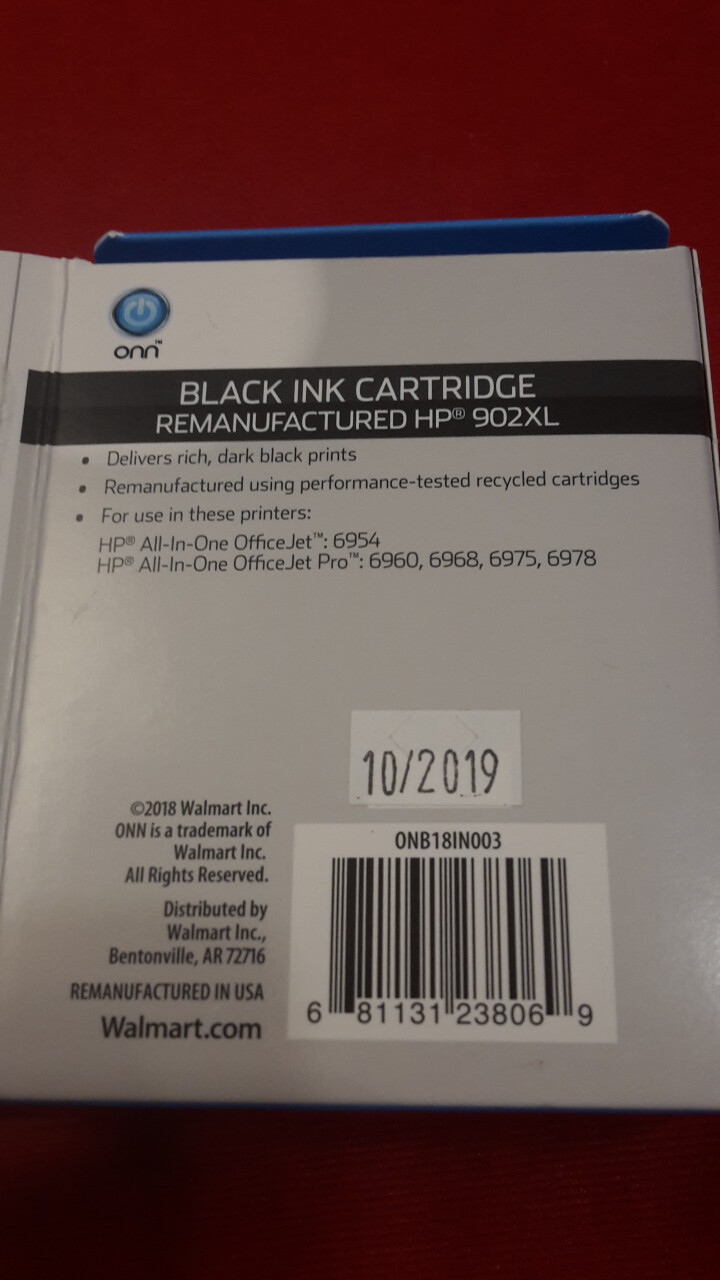 onn™
BLACK INK CARTRIDGE
REMANUFACTURED HP® 902XL
• Delivers rich, dark black prints
• Remanufactured using performance-tested recycled cartridges
• For use in these printers:
HP® All-In-One OfficeJet™: 6954
HP® All-In-One OfficeJet Pro™: 6960, 6968, 6975, 6978
10/2019
©2018 Walmart Inc.
ONN is a trademark of
Walmart Inc.
All Rights Reserved.
Distributed by
Walmart Inc.,
Bentonville, AR 72716
REMANUFACTURED IN USA
Walmart.com
ONB18IN003
6 81131 23806 9